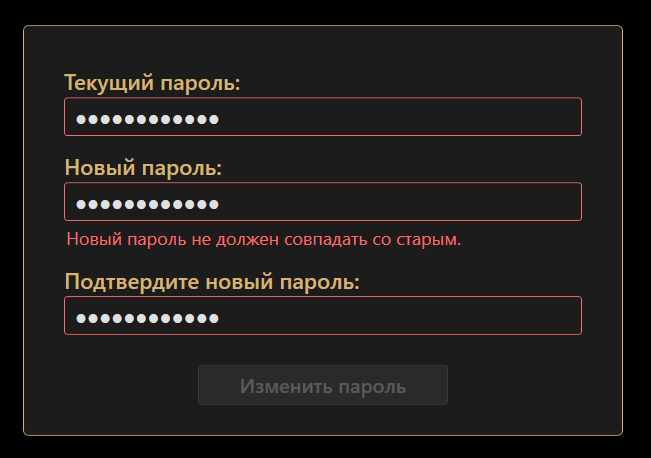 Текущий пароль:
●●●●●●●●●●●●
Новый пароль:
●●●●●●●●●●●●
Новый пароль не должен совпадать со старым.
Подтвердите новый пароль:
●●●●●●●●●●●●
Изменить пароль